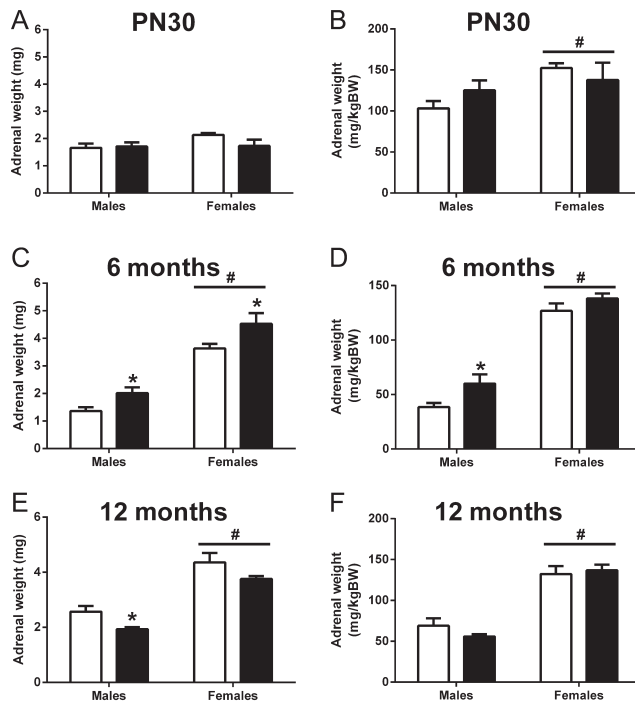 A
PN30
Adrenal weight (mg)
6
5
4
3
2
1
0
Males
Females
B
PN30
Adrenal weight
(mg/kgBW)
200
150
100
50
0
#
Males
Females
C
6 months
Adrenal weight (mg)
6
5
4
3
2
1
0
*
#
*
Males
Females
D
6 months
Adrenal weight
(mg/kgBW)
150
100
50
0
*
#
Males
Females
E
12 months
Adrenal weight (mg)
6
4
2
0
*
#
Males
Females
F
12 months
Adrenal weight
(mg/kgBW)
200
150
100
50
0
#
Males
Females